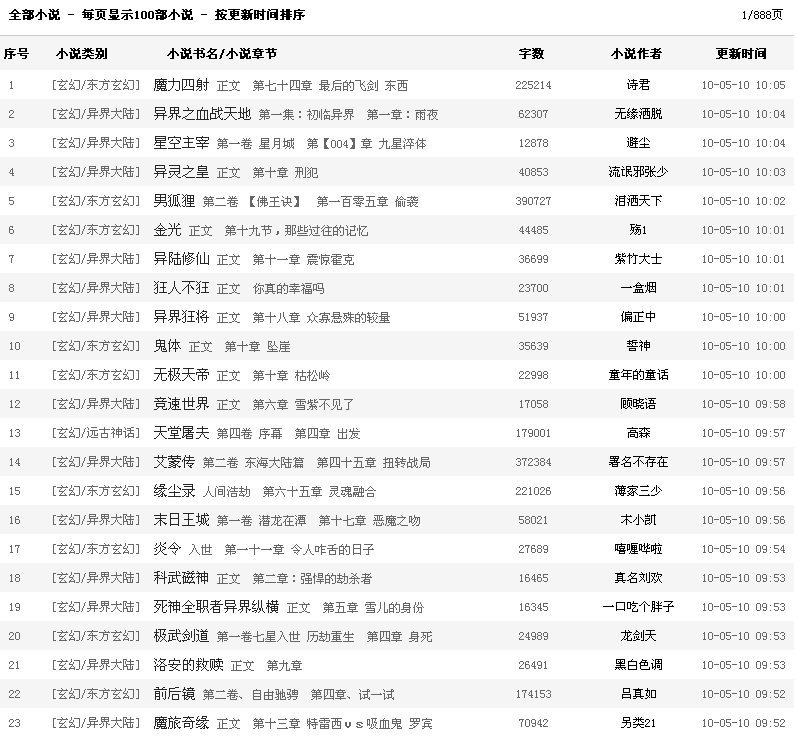 全部小说 - 每页显示100部小说 - 按更新时间排序 1/888页
序号 小说类别 小说书名/小说章节 字数 小说作者 更新时间
1 [玄幻/东方玄幻] 魔力四射 正文 第七十四章 最后的飞剑 东西 225214 诗君 10-05-10 10:05
2 [玄幻/异界大陆] 异界之血战天地 第一集：初临异界 第一章：雨夜 62307 无缘洒脱 10-05-10 10:04
3 [玄幻/异界大陆] 星空主宰 第一卷 星月城 第【004】章 九星淬体 12878 避尘 10-05-10 10:04
4 [玄幻/异界大陆] 异灵之皇 正文 第十章 刑犯 40853 流氓邪张少 10-05-10 10:03
5 [玄幻/东方玄幻] 男狐狸 第二卷 【佛王诀】 第一百零五章 偷袭 390727 泪洒天下 10-05-10 10:02
6 [玄幻/东方玄幻] 金光 正文 第十九节，那些过往的记忆 44485 殇1 10-05-10 10:01
7 [玄幻/异界大陆] 异陆修仙 正文 第十一章 震惊霍克 36699 紫竹大士 10-05-10 10:01
8 [玄幻/异界大陆] 狂人不狂 正文 你真的幸福吗 23700 一盒烟 10-05-10 10:01
9 [玄幻/异界大陆] 异界狂将 正文 第十八章 众寡悬殊的较量 51937 偏正中 10-05-10 10:00
10 [玄幻/东方玄幻] 鬼体 正文 第十章 坠崖 35639 誓神 10-05-10 10:00
11 [玄幻/东方玄幻] 无极天帝 正文 第十章 枯松岭 22998 童年的童话 10-05-10 10:00
12 [玄幻/异界大陆] 竞速世界 正文 第六章 雪紫不见了 17058 顾晓语 10-05-10 09:58
13 [玄幻/远古神话] 天堂屠夫 第四卷 序幕 第四章 出发 179001 高森 10-05-10 09:57
14 [玄幻/异界大陆] 艾蒙传 第二卷 东海大陆篇 第四十五章 扭转战局 372384 署名不存在 10-05-10 09:57
15 [玄幻/东方玄幻] 缘尘录 人间浩劫 第六十五章 灵魂融合 221026 薄家三少 10-05-10 09:56
16 [玄幻/异界大陆] 末日王城 第一卷 潜龙在潭 第十七章 恶魔之吻 58021 术小凯 10-05-10 09:56
17 [玄幻/东方玄幻] 炎令 入世 第一十一章 令人咋舌的日子 27689 嘻喱哗啦 10-05-10 09:54
18 [玄幻/异界大陆] 科武磁神 正文 第二章：强悍的劫杀者 16465 真名刘欢 10-05-10 09:53
19 [玄幻/异界大陆] 死神全职者异界纵横 正文 第五章 雪儿的身份 16345 一口吃个胖子 10-05-10 09:53
20 [玄幻/东方玄幻] 极武剑道 第一卷七星入世 历劫重生 第四章 身死 24989 龙剑天 10-05-10 09:53
21 [玄幻/异界大陆] 洛安的救赎 正文 第九章 26491 黑白色调 10-05-10 09:53
22 [玄幻/东方玄幻] 前后镜 第二卷、自由驰骋 第四章、试一试 174153 吕真如 10-05-10 09:52
23 [玄幻/异界大陆] 魔旅奇缘 正文 第十三章 特雷西ｖｓ吸血鬼 罗宾 70942 另类21 10-05-10 09:52